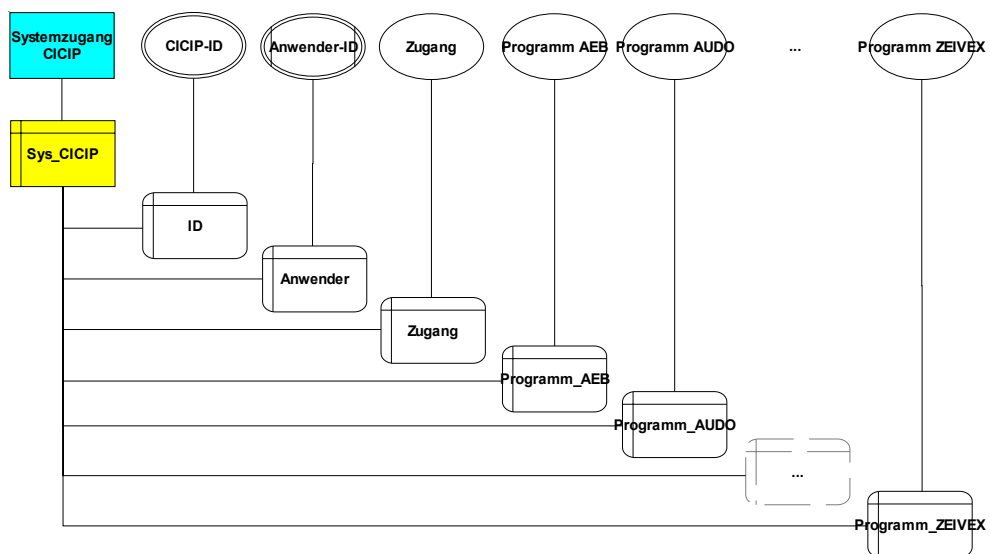 Systemzugang
CICIP
CICIP-ID
Anwender-ID
Zugang
Programm AEB
Programm AUDO
...
Programm ZEIVEX
Sys_CICIP
ID
Anwender
Zugang
Programm_AEB
Programm_AUDO
...
Programm_ZEIVEX